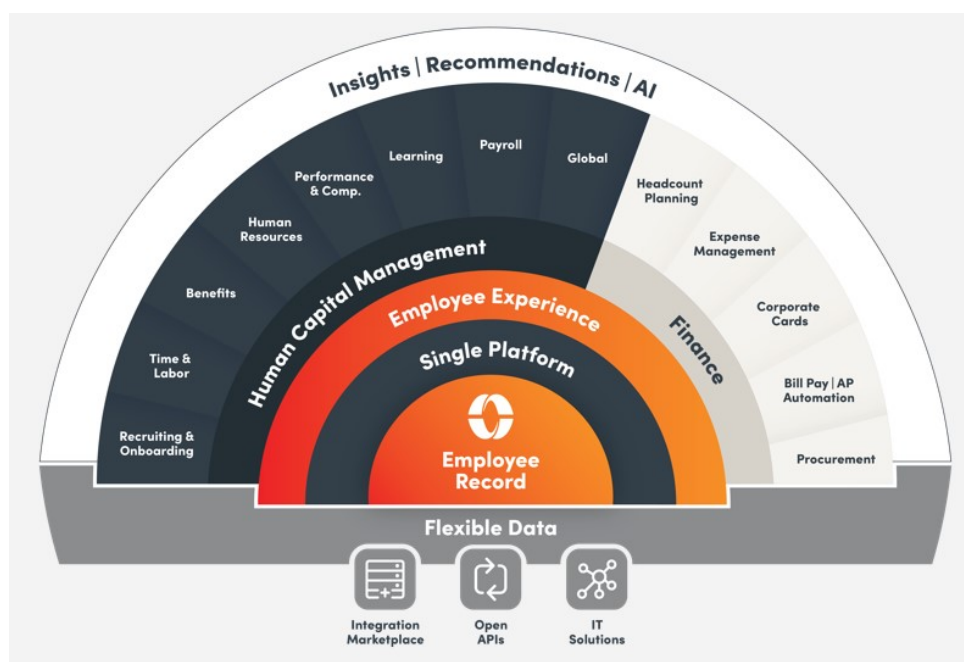 Insights | Recommendations | AI
Recruiting &
Onboarding
Time &
Labor
Benefits
Human
Resources
Performance
& Comp.
Learning
Payroll
Global
Headcount
Planning
Expense
Management
Corporate
Cards
Bill Pay | AP
Automation
Procurement
Human Capital Management
Finance
Employee Experience
Single Platform
Employee
Record
Flexible Data
Integration
Marketplace
Open
APIs
IT
Solutions